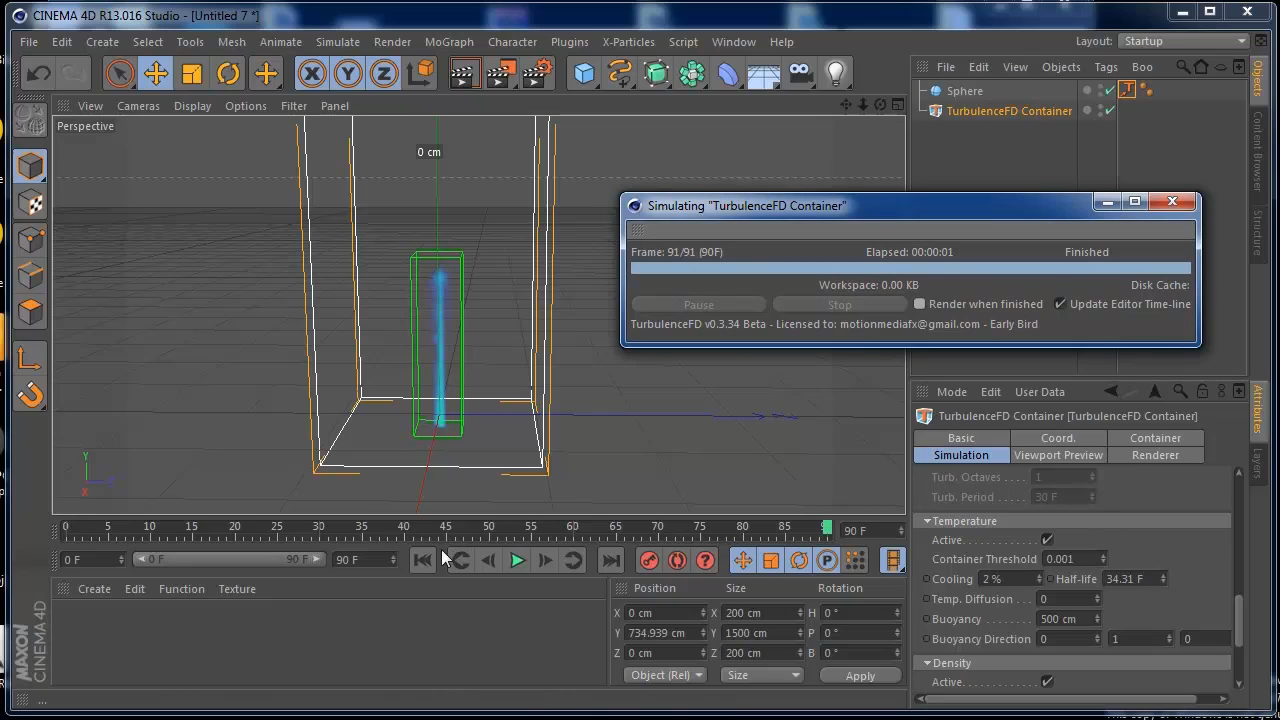 CINEMA 4D R13.016 Studio - [Untitled 7 *]
File Edit Create Select Tools Mesh Animate Simulate Render MoGraph Character Plugins X-Particles Script Window Help
Layout: Startup
X Y Z
File Edit View Objects Tags Boo
View Cameras Display Options Filter Panel
Perspective
0 cm
Sphere
TurbulenceFD Container
Simulating "TurbulenceFD Container"
Frame: 91/91 (90F) Elapsed: 00:00:01 Finished
Workspace: 0.00 KB Disk Cache:
Pause Stop Render when finished Update Editor Time-line
TurbulenceFD v0.3.34 Beta - Licensed to: motionmediafx@gmail.com - Early Bird
Objects
Content Browser
Structure
Mode Edit User Data
TurbulenceFD Container [TurbulenceFD Container]
Basic Coord. Container
Simulation Viewport Preview Renderer
Turb. Octaves 1
Turb. Period 30 F
Temperature
Active
Container Threshold 0.001
Cooling 2 % Half-life 34.31 F
Temp. Diffusion 0
Buoyancy 500 cm
Buoyancy Direction 0 1 0
Density
Active
Attributes
Layers
Y
X
0 5 10 15 20 25 30 35 40 45 50 55 60 65 70 75 80 85 90 F
0 F 0 F 90 F 90 F
P
Create Edit Function Texture
Position Size Rotation
X 0 cm X 200 cm H 0 °
Y 734.939 cm Y 1500 cm P 0 °
Z 0 cm Z 200 cm B 0 °
Object (Rel) Size Apply
MAXON
CINEMA 4D